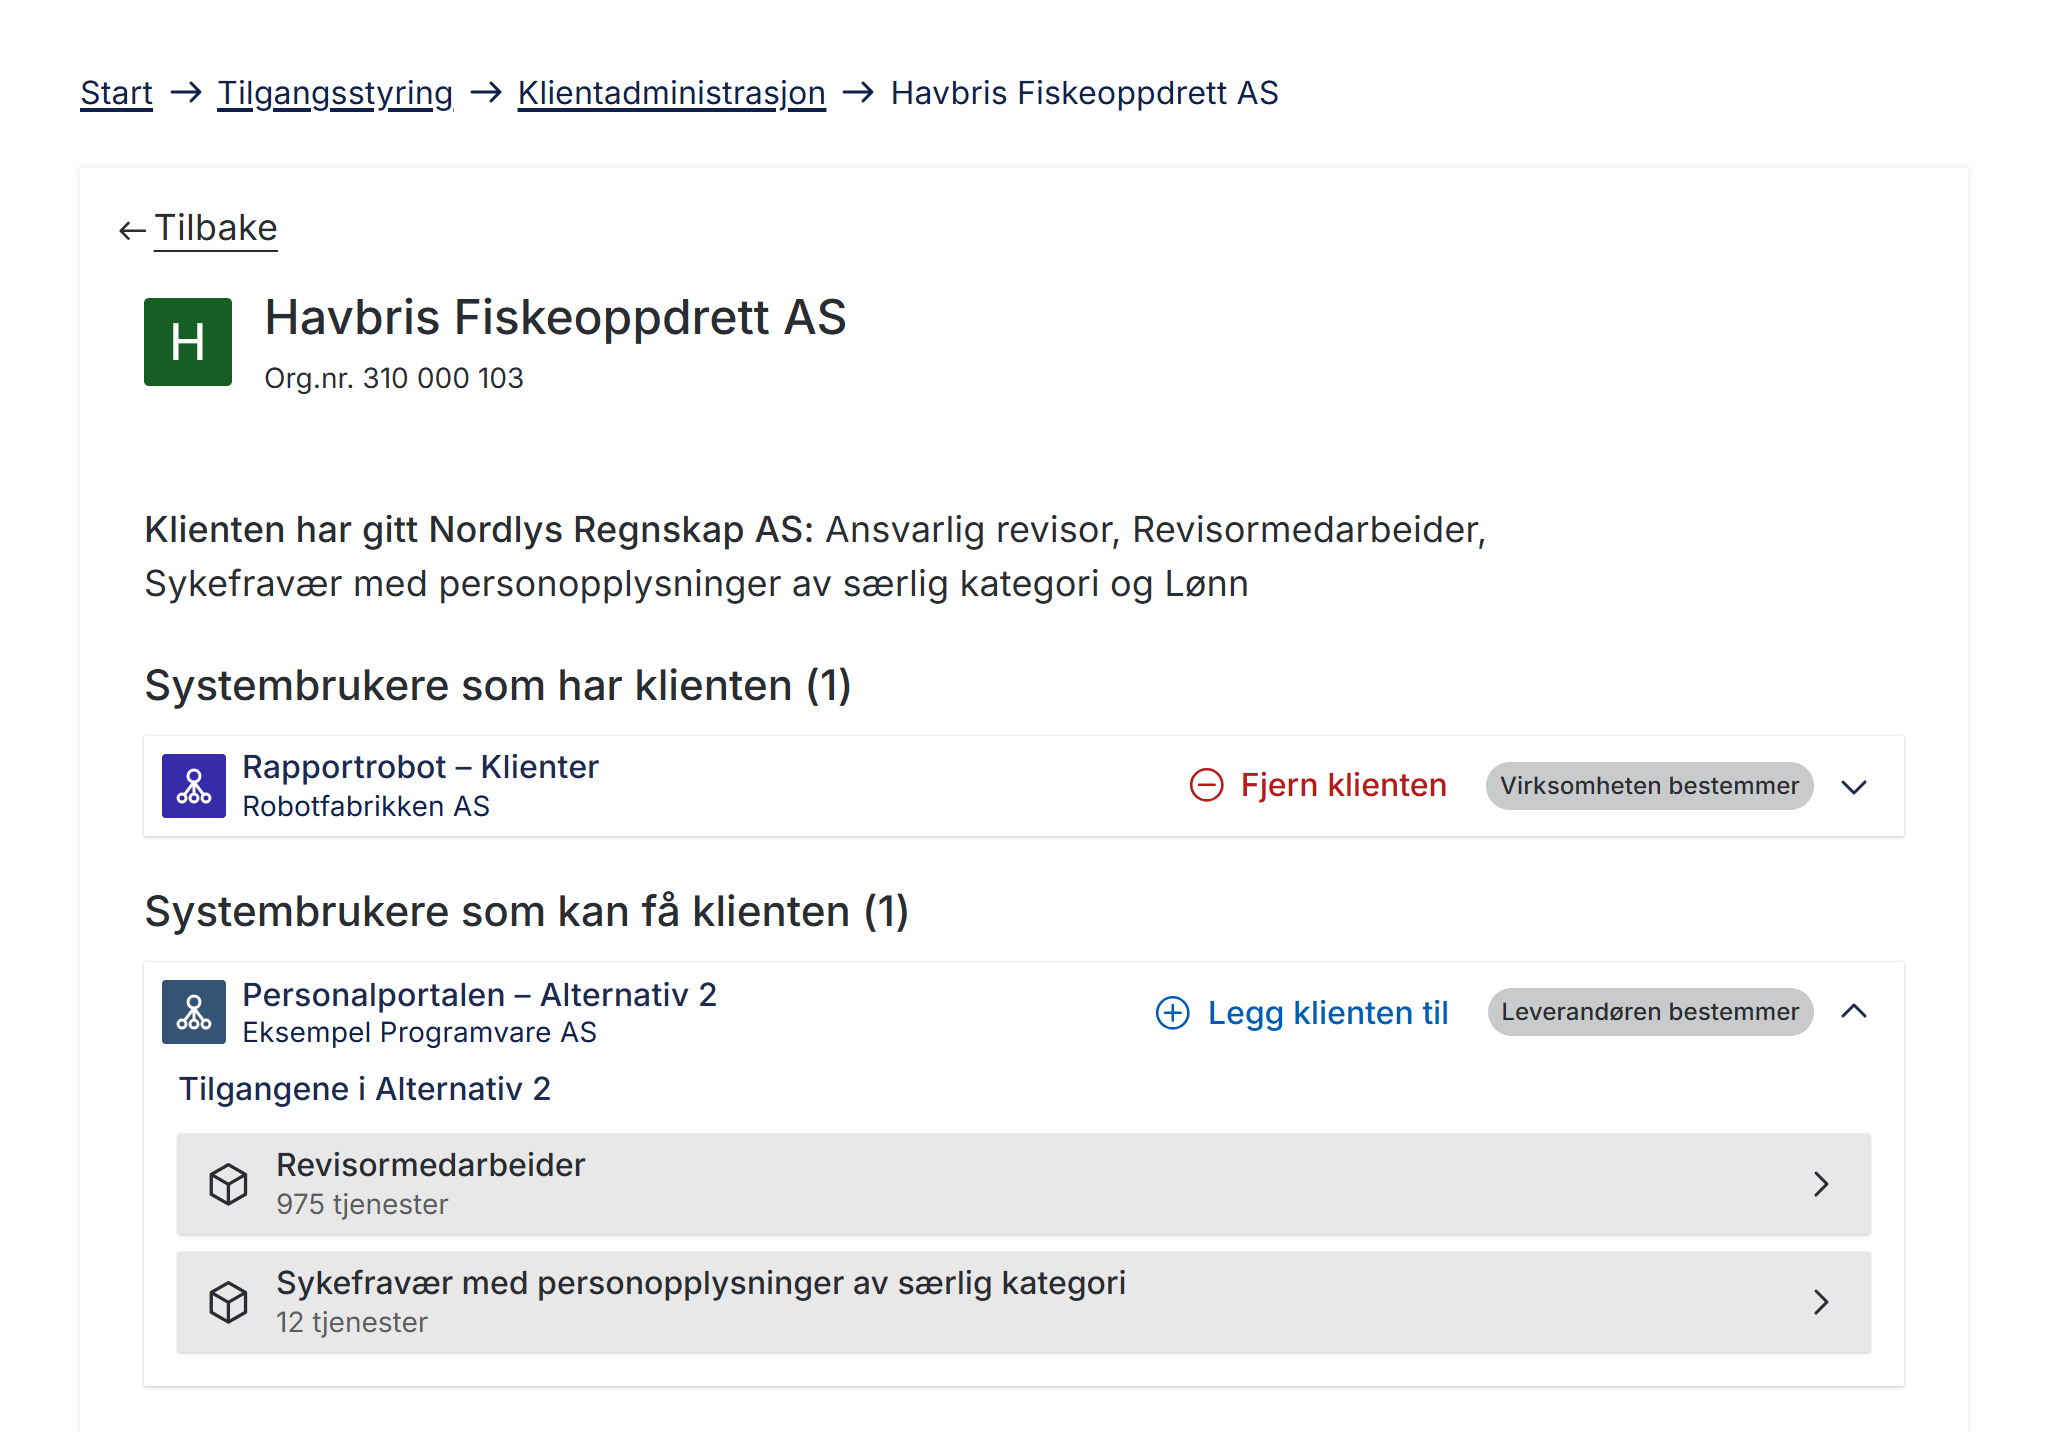 Start → Tilgangsstyring → Klientadministrasjon → Havbris Fiskeoppdrett AS
← Tilbake
H
Havbris Fiskeoppdrett AS
Org.nr. 310 000 103
Klienten har gitt Nordlys Regnskap AS: Ansvarlig revisor, Revisormedarbeider,
Sykefravær med personopplysninger av særlig kategori og Lønn
Systembrukere som har klienten (1)
Rapportrobot – Klienter
Robotfabrikken AS
Fjern klienten
Virksomheten bestemmer
Systembrukere som kan få klienten (1)
Personalportalen – Alternativ 2
Eksempel Programvare AS
Legg klienten til
Leverandøren bestemmer
Tilgangene i Alternativ 2
Revisormedarbeider
975 tjenester
Sykefravær med personopplysninger av særlig kategori
12 tjenester